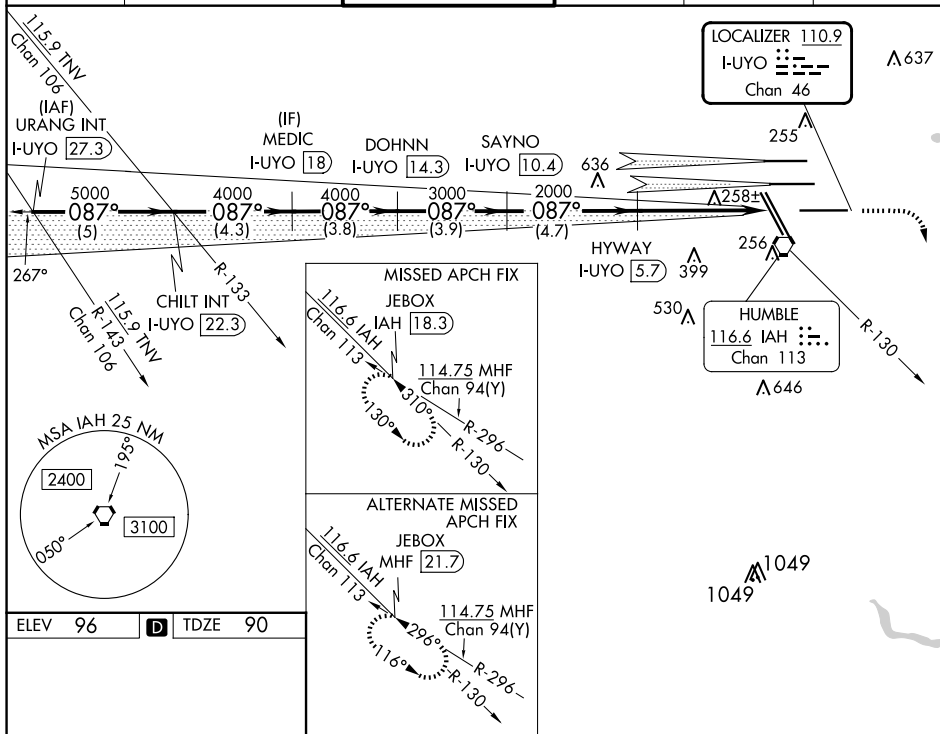 115.9 TNV
Chan 106
(IAF)
URANG INT
I-UYO 27.3
(IF)
MEDIC
I-UYO 18
DOHNN
I-UYO 14.3
SAYNO
I-UYO 10.4
LOCALIZER 110.9
I-UYO
Chan 46
637
255
636
258±
5000
087°
(5)
4000
087°
(4.3)
4000
087°
(3.8)
3000
087°
(3.9)
2000
087°
(4.7)
267°
HYWAY
I-UYO 5.7
399
256
530
CHILT INT
I-UYO 22.3
R-133
115.9 TNV
R-143
Chan 106
HUMBLE
116.6 IAH
Chan 113
R-130
646
MISSED APCH FIX
JEBOX
IAH 18.3
116.6 IAH
Chan 113
114.75 MHF
Chan 94(Y)
310°
130°
R-296
R-130
MSA IAH 25 NM
195°
2400
3100
050°
ALTERNATE MISSED
APCH FIX
JEBOX
MHF 21.7
116.6 IAH
Chan 113
114.75 MHF
Chan 94(Y)
296°
116°
R-296
R-130
1049
1049
ELEV 96
D
TDZE 90